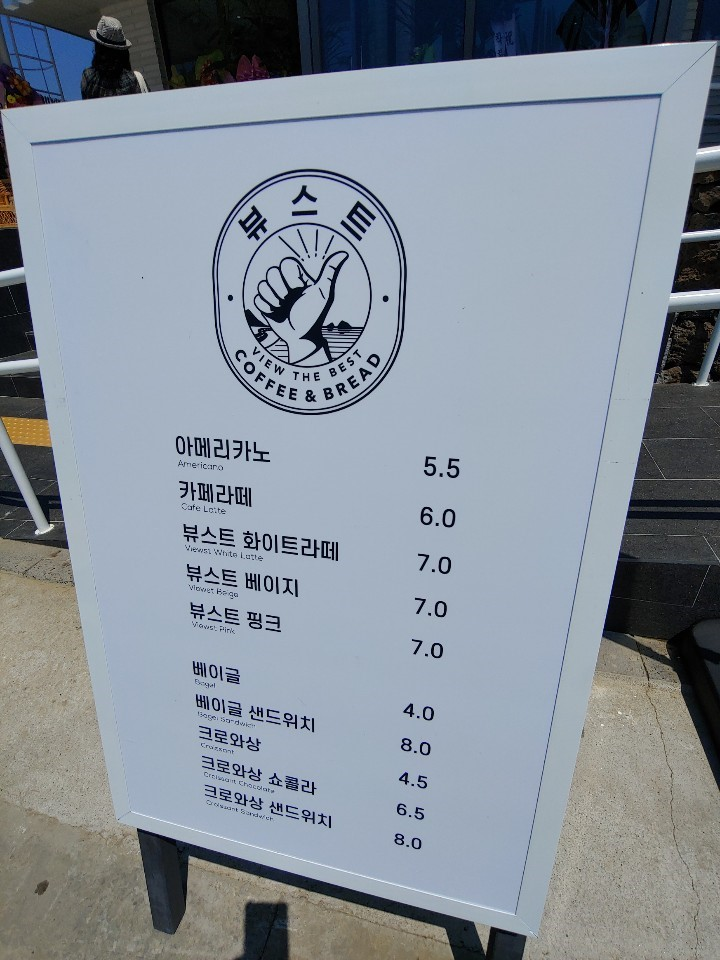 뷰스트
VIEW THE BEST
COFFEE & BREAD
아메리카노 5.5
Americano
카페라떼 6.0
Cafe Latte
뷰스트 화이트라떼 7.0
Viewst White Latte
뷰스트 베이지 7.0
Viewst Beige
뷰스트 핑크 7.0
Viewst Pink
베이글 4.0
Bagel
베이글 샌드위치 8.0
Bagel Sandwich
크로와상 4.5
Croissant
크로와상 쇼콜라 6.5
Croissant Chocolate
크로와상 샌드위치 8.0
Croissant Sandwich